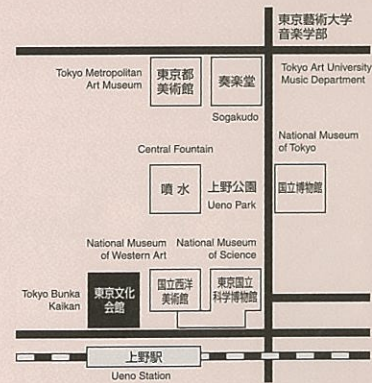 東京藝術大学
音楽学部
Tokyo Metropolitan
Art Museum
東京都
美術館
奏楽堂
Tokyo Art University
Music Department
Sogakudo
National Museum
of Tokyo
Central Fountain
噴水
上野公園
Ueno Park
国立博物館
National Museum
of Western Art
National Museum
of Science
Tokyo Bunka
Kaikan
東京文化
会館
国立西洋
美術館
東京国立
科学博物館
上野駅
Ueno Station